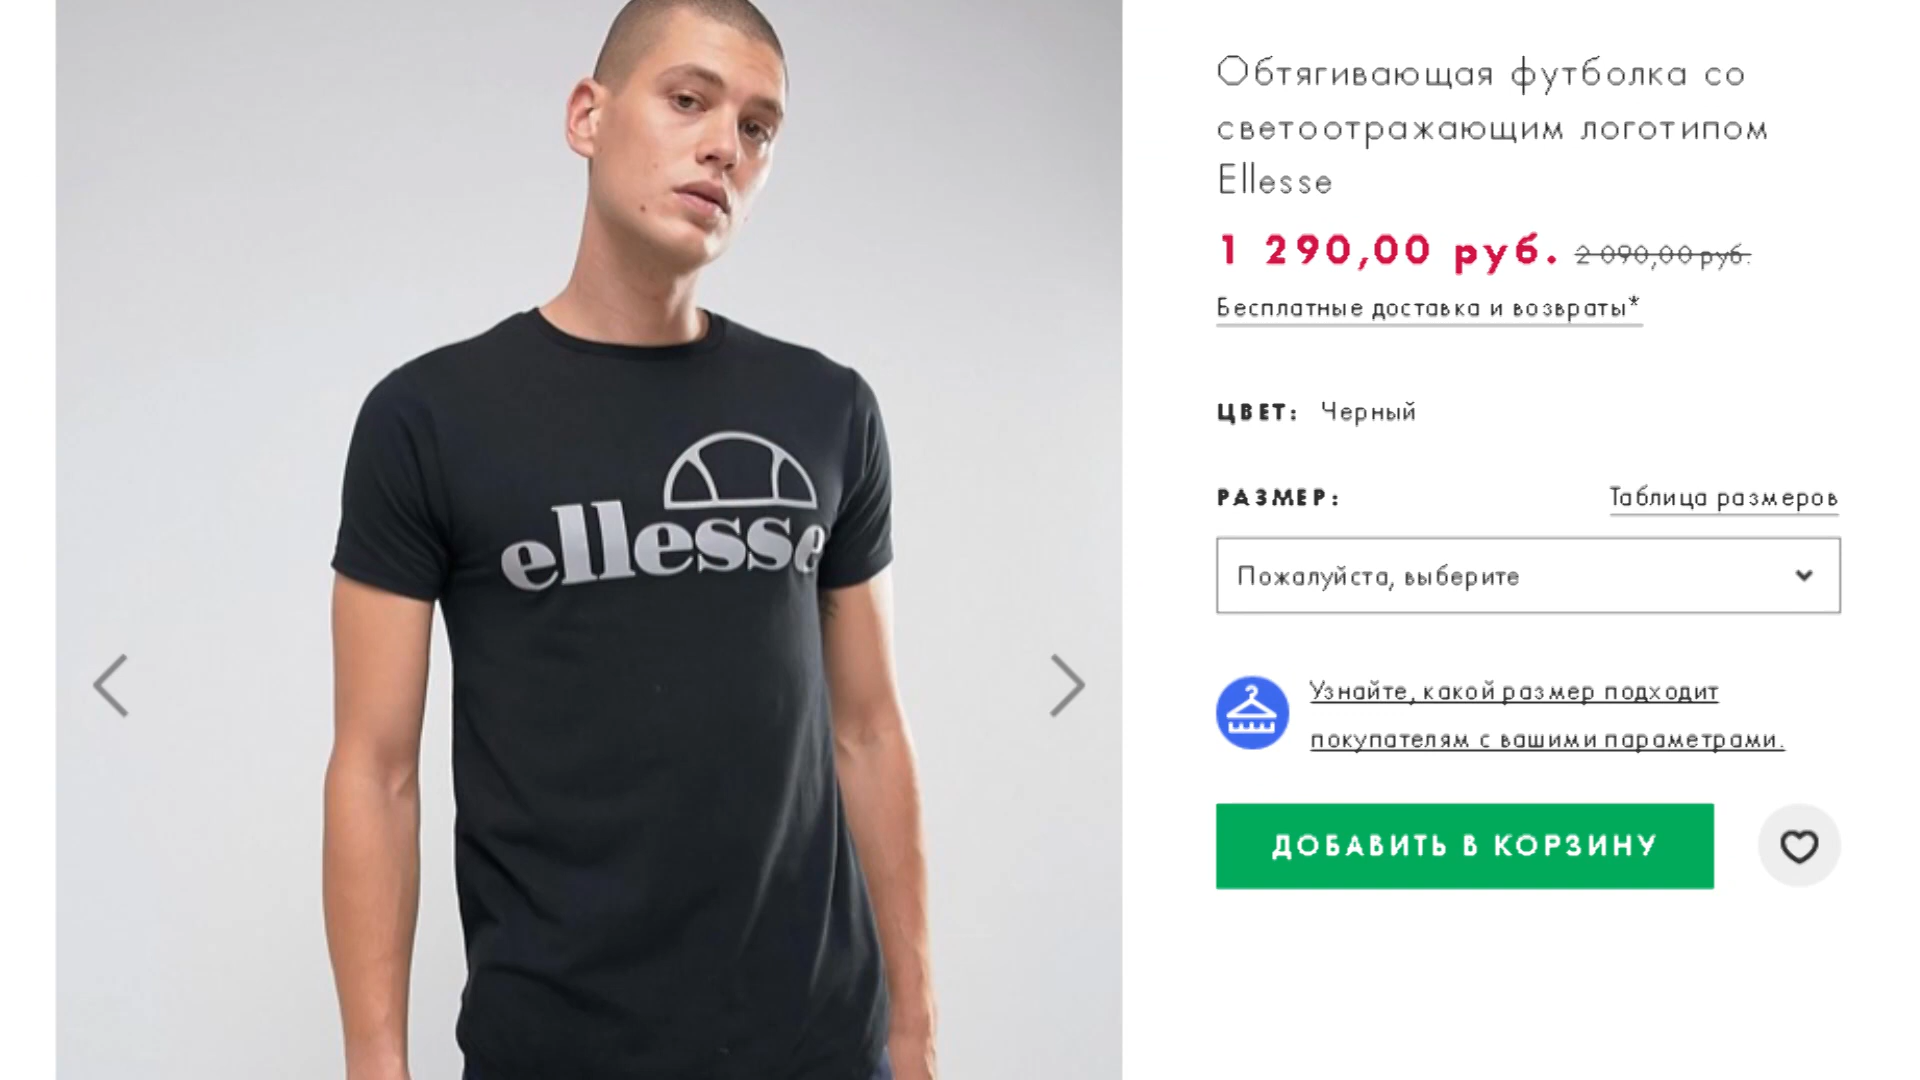 ellesse
Обтягивающая футболка со
светоотражающим логотипом
Ellesse
1 290,00 руб. 2 090,00 руб.
Бесплатные доставка и возвраты*
ЦВЕТ: Черный
РАЗМЕР: Таблица размеров
Пожалуйста, выберите
Узнайте, какой размер подходит
покупателям с вашими параметрами.
ДОБАВИТЬ В КОРЗИНУ